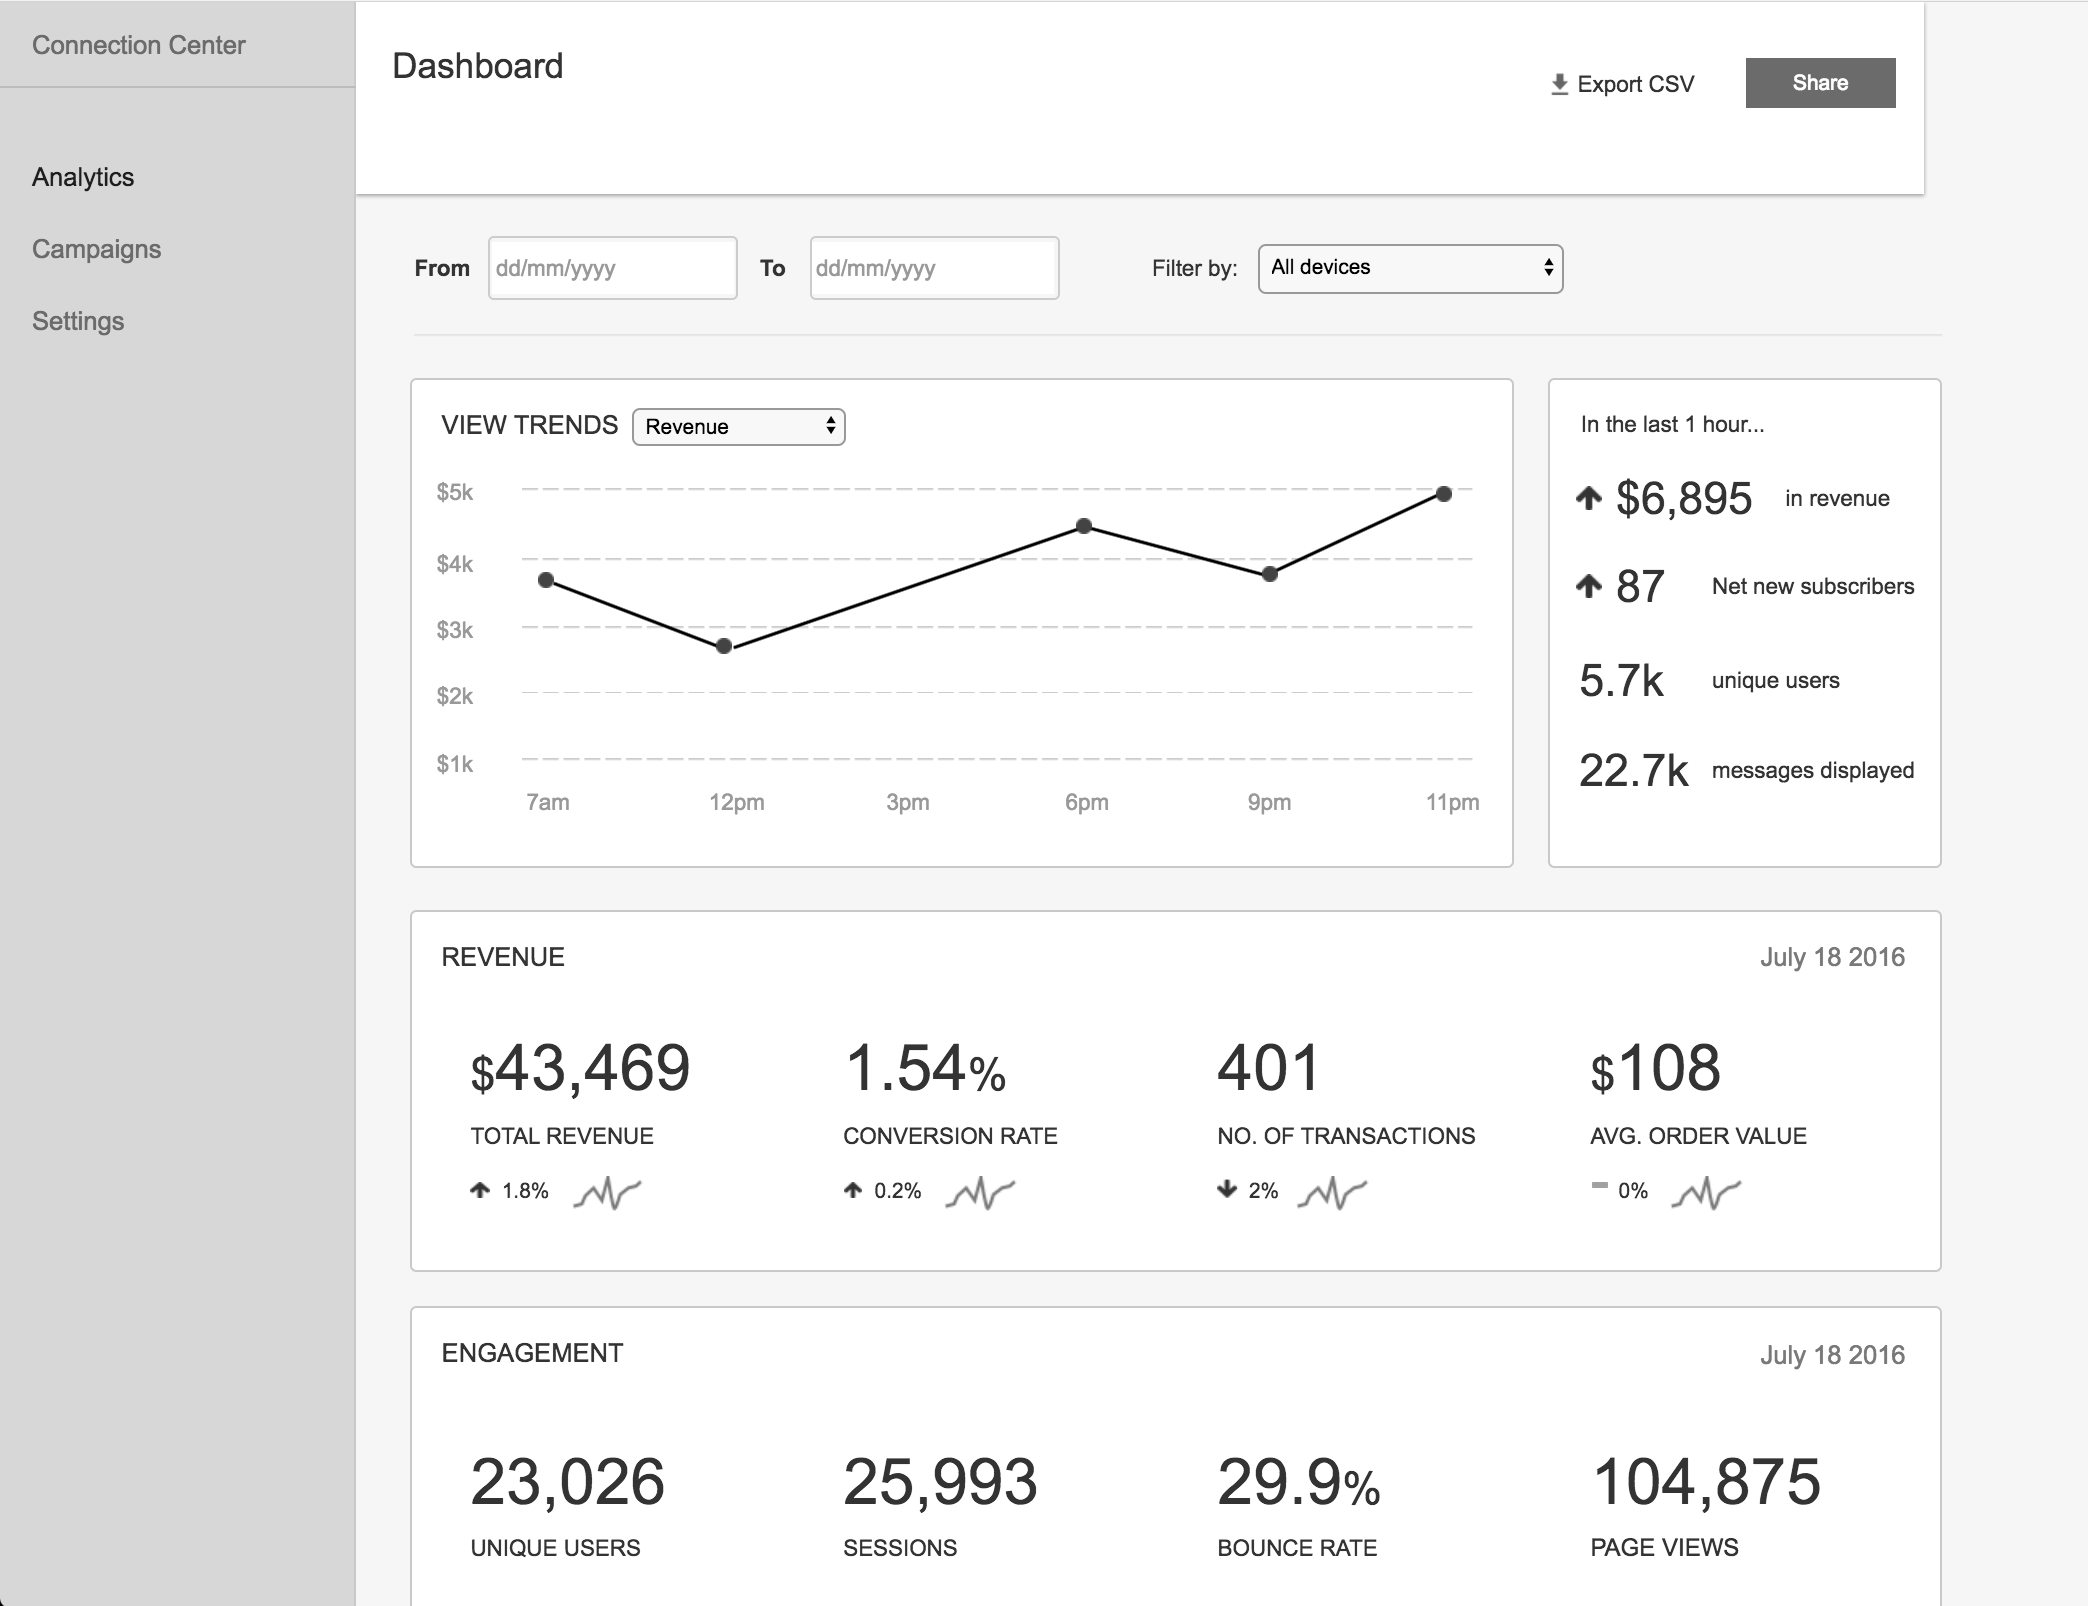 Connection Center
Analytics
Campaigns
Settings
Dashboard
Export CSV
Share
From dd/mm/yyyy To dd/mm/yyyy Filter by: All devices
VIEW TRENDS Revenue
$5k
$4k
$3k
$2k
$1k
7am 12pm 3pm 6pm 9pm 11pm
In the last 1 hour...
$6,895 in revenue
87 Net new subscribers
5.7k unique users
22.7k messages displayed
REVENUE July 18 2016
$43,469 1.54% 401 $108
TOTAL REVENUE CONVERSION RATE NO. OF TRANSACTIONS AVG. ORDER VALUE
1.8% 0.2% 2% 0%
ENGAGEMENT July 18 2016
23,026 25,993 29.9% 104,875
UNIQUE USERS SESSIONS BOUNCE RATE PAGE VIEWS